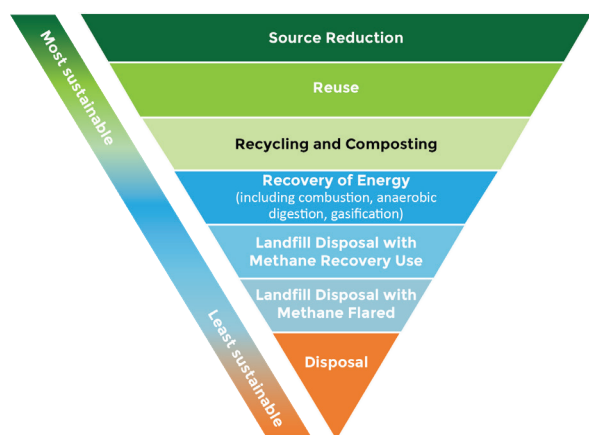 Most sustainable
Source Reduction
Reuse
Recycling and Composting
Recovery of Energy
(including combustion, anaerobic
digestion, gasification)
Landfill Disposal with
Methane Recovery Use
Landfill Disposal with
Methane Flared
Least sustainable
Disposal